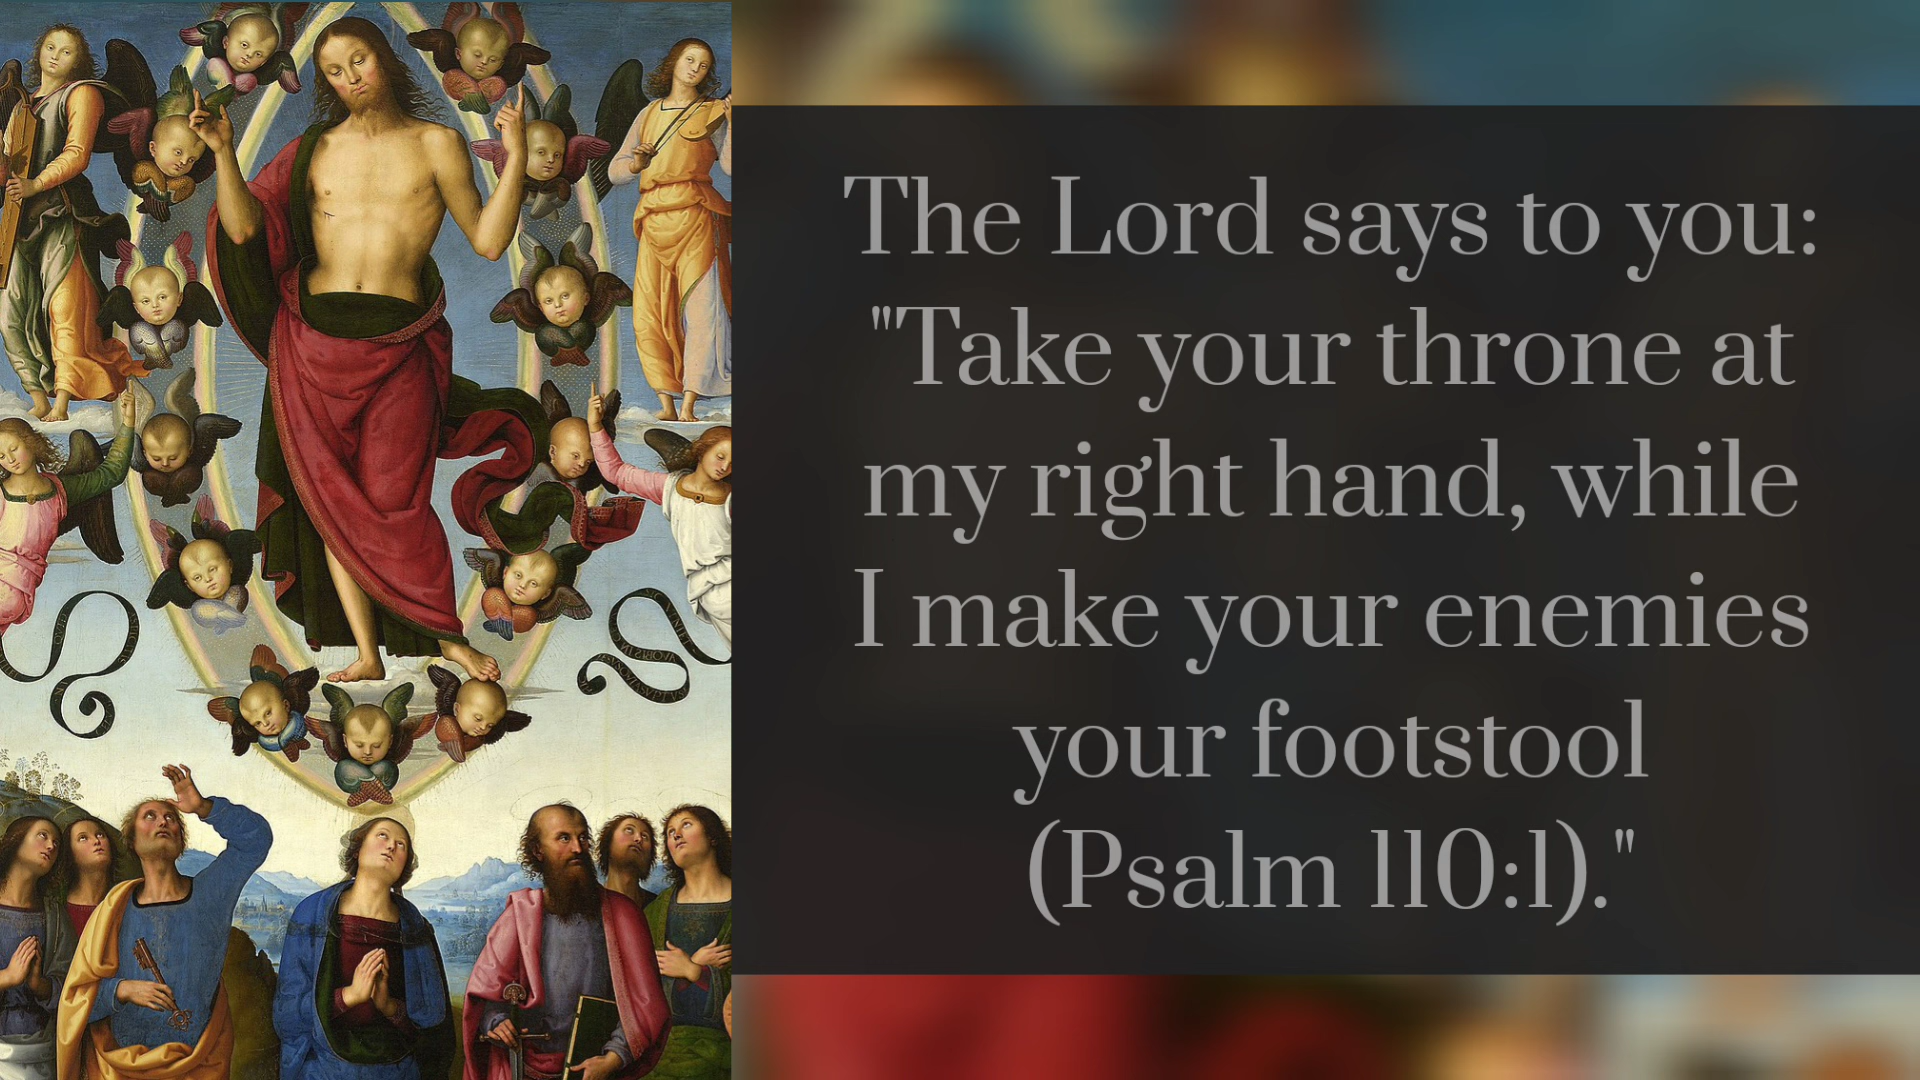 The Lord says to you:
"Take your throne at
my right hand, while
I make your enemies
your footstool
(Psalm 110:1)."